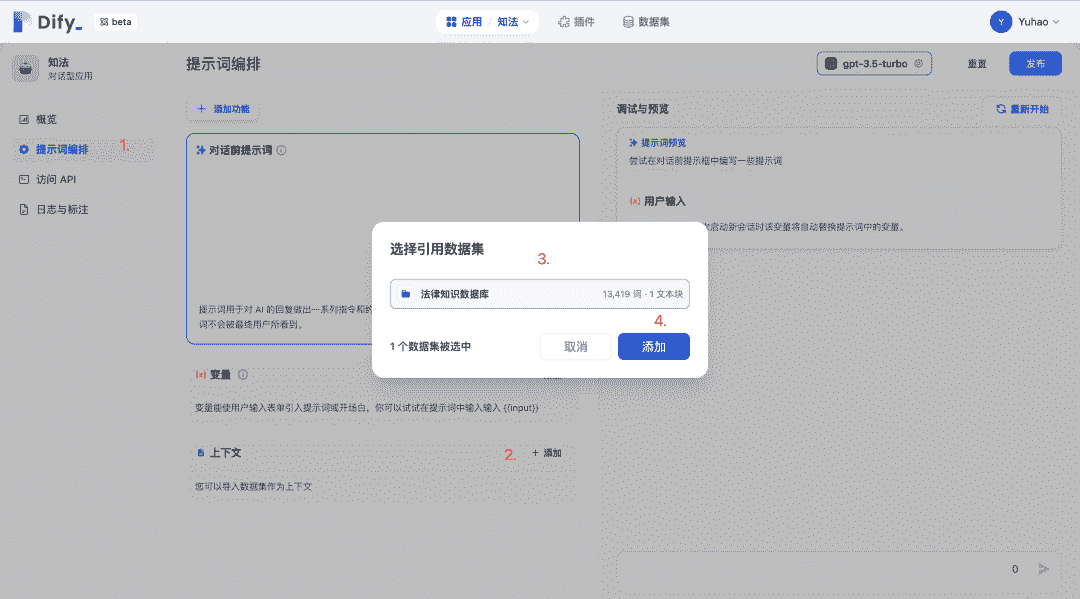 Dify_
beta
应用 / 知法
插件
数据集
Y
Yuhao
知法
对话型应用
提示词编排
gpt-3.5-turbo
重置
发布
概览
提示词编排
1.
访问 API
日志与标注
添加功能
对话前提示词
提示词用于对 AI 的回复做出一系列指令和约
词不会被最终用户所看到。
变量
变量能使用户输入表单引入提示词或开场白,你可以试试在提示词中输入输入 {{input}}
上下文
2.
+ 添加
您可以导入数据集作为上下文
调试与预览
重新开始
提示词预览
尝试在对话前提示框中编写一些提示词
{x} 用户输入
启动新会话时该变量将自动替换提示词中的变量。
选择引用数据集
3.
法律知识数据库
13,419 词 · 1 文本块
4.
1 个数据集被选中
取消
添加
0